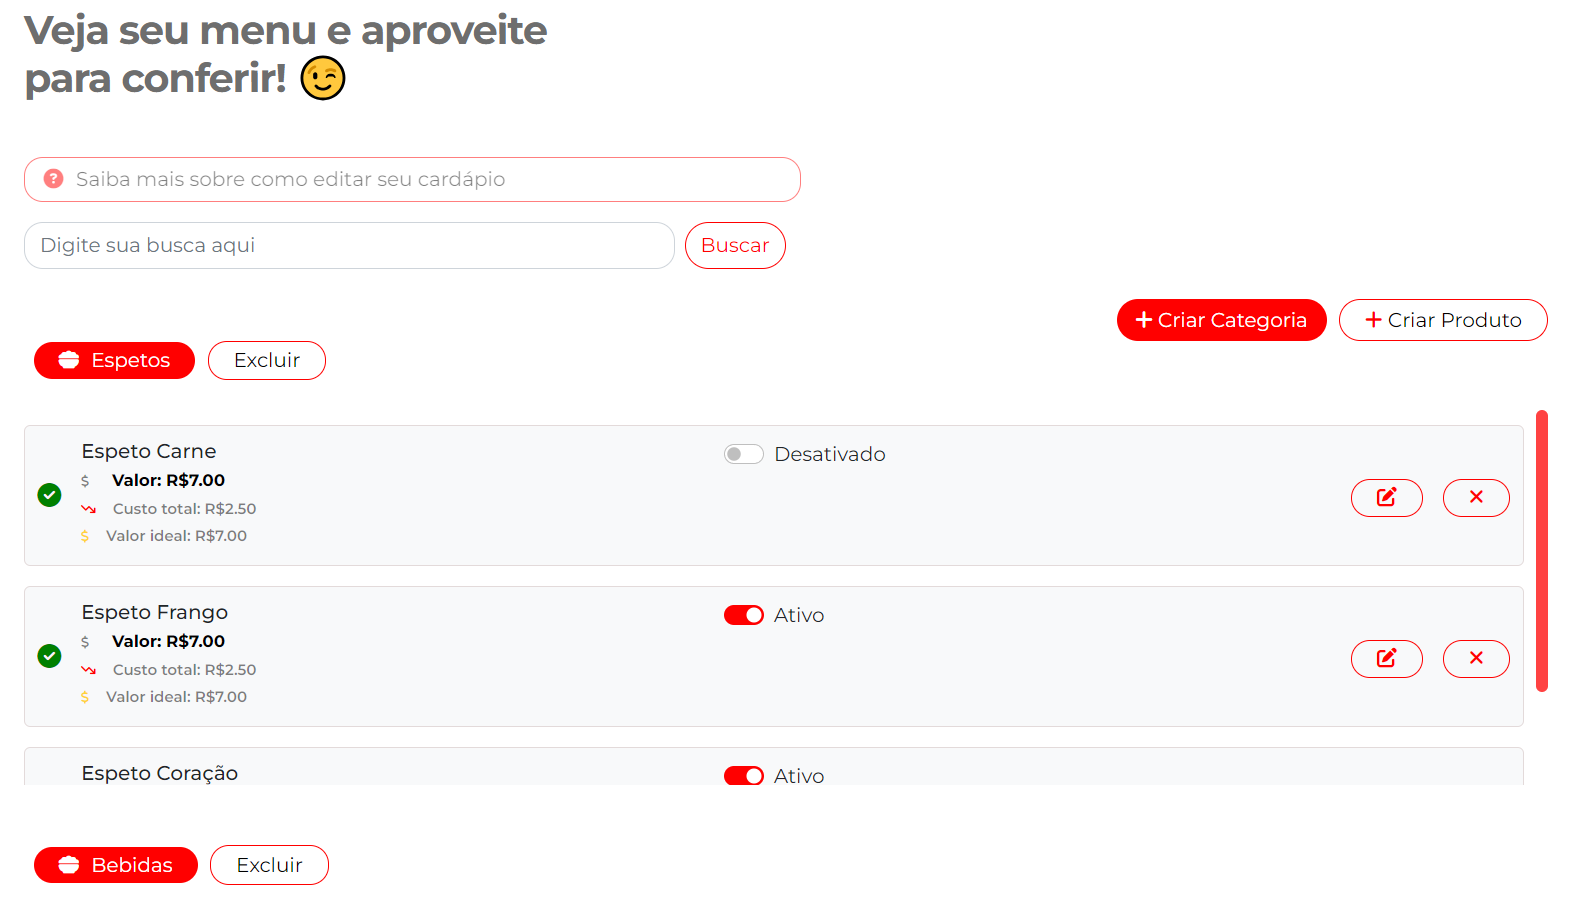 Veja seu menu e aproveite
para conferir! 😉
Saiba mais sobre como editar seu cardápio
Digite sua busca aqui
Buscar
+ Criar Categoria
+ Criar Produto
Espetos
Excluir
Espeto Carne
Desativado
$ Valor: R$7.00
Custo total: R$2.50
$ Valor ideal: R$7.00
Espeto Frango
Ativo
$ Valor: R$7.00
Custo total: R$2.50
$ Valor ideal: R$7.00
Espeto Coração
Ativo
Bebidas
Excluir